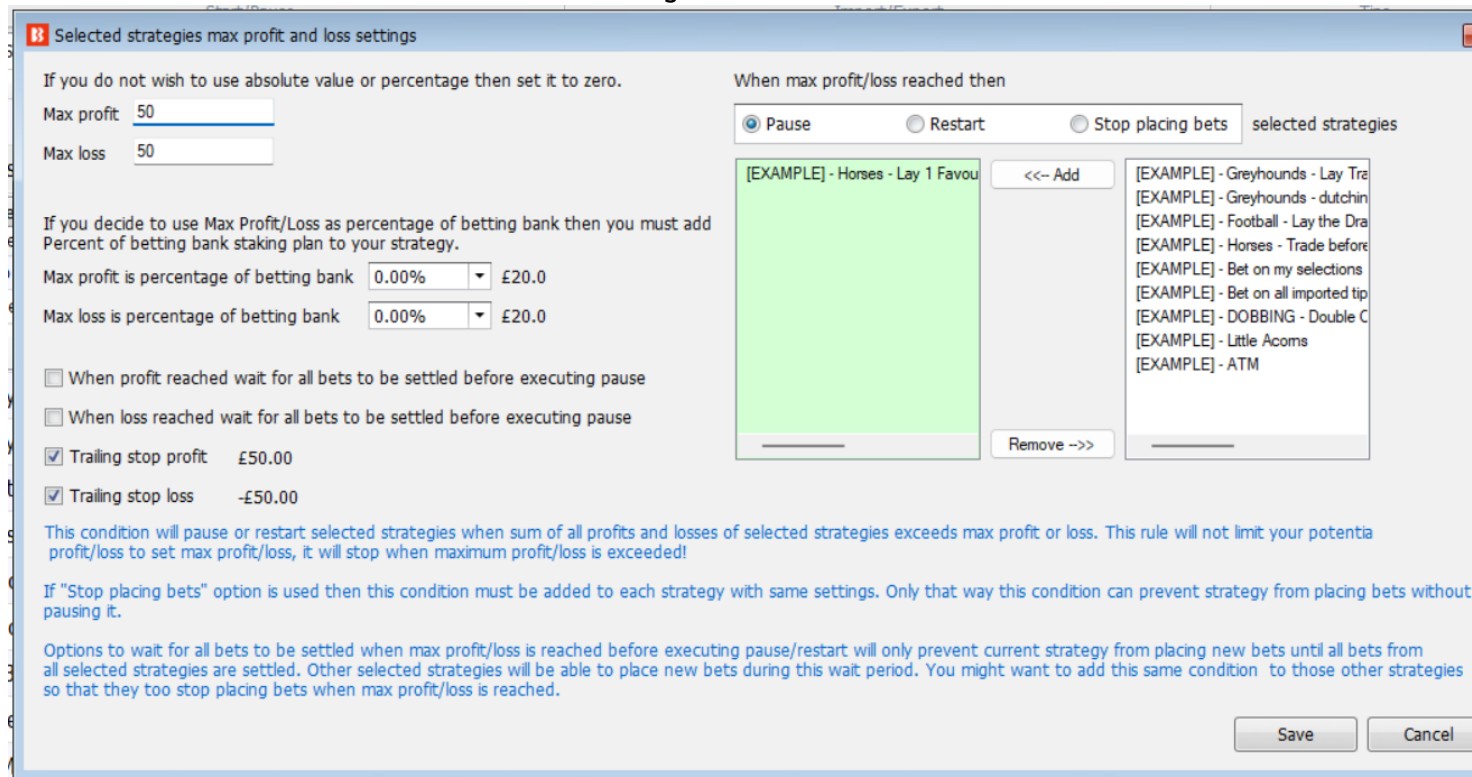 Selected strategies max profit and loss settings
If you do not wish to use absolute value or percentage then set it to zero.
Max profit 50
Max loss 50
If you decide to use Max Profit/Loss as percentage of betting bank then you must add
Percent of betting bank staking plan to your strategy.
Max profit is percentage of betting bank 0.00% £20.0
Max loss is percentage of betting bank 0.00% £20.0
When profit reached wait for all bets to be settled before executing pause
When loss reached wait for all bets to be settled before executing pause
Trailing stop profit £50.00
Trailing stop loss -£50.00
When max profit/loss reached then
Pause Restart Stop placing bets selected strategies
[EXAMPLE] - Horses - Lay 1 Favou
<<-- Add
Remove -->>
[EXAMPLE] - Greyhounds - Lay Tra
[EXAMPLE] - Greyhounds - dutchin
[EXAMPLE] - Football - Lay the Dra
[EXAMPLE] - Horses - Trade before
[EXAMPLE] - Bet on my selections
[EXAMPLE] - Bet on all imported tip
[EXAMPLE] - DOBBING - Double C
[EXAMPLE] - Little Acorns
[EXAMPLE] - ATM
This condition will pause or restart selected strategies when sum of all profits and losses of selected strategies exceeds max profit or loss. This rule will not limit your potentia
profit/loss to set max profit/loss, it will stop when maximum profit/loss is exceeded!
If "Stop placing bets" option is used then this condition must be added to each strategy with same settings. Only that way this condition can prevent strategy from placing bets without
pausing it.
Options to wait for all bets to be settled when max profit/loss is reached before executing pause/restart will only prevent current strategy from placing new bets until all bets from
all selected strategies are settled. Other selected strategies will be able to place new bets during this wait period. You might want to add this same condition to those other strategies
so that they too stop placing bets when max profit/loss is reached.
Save Cancel